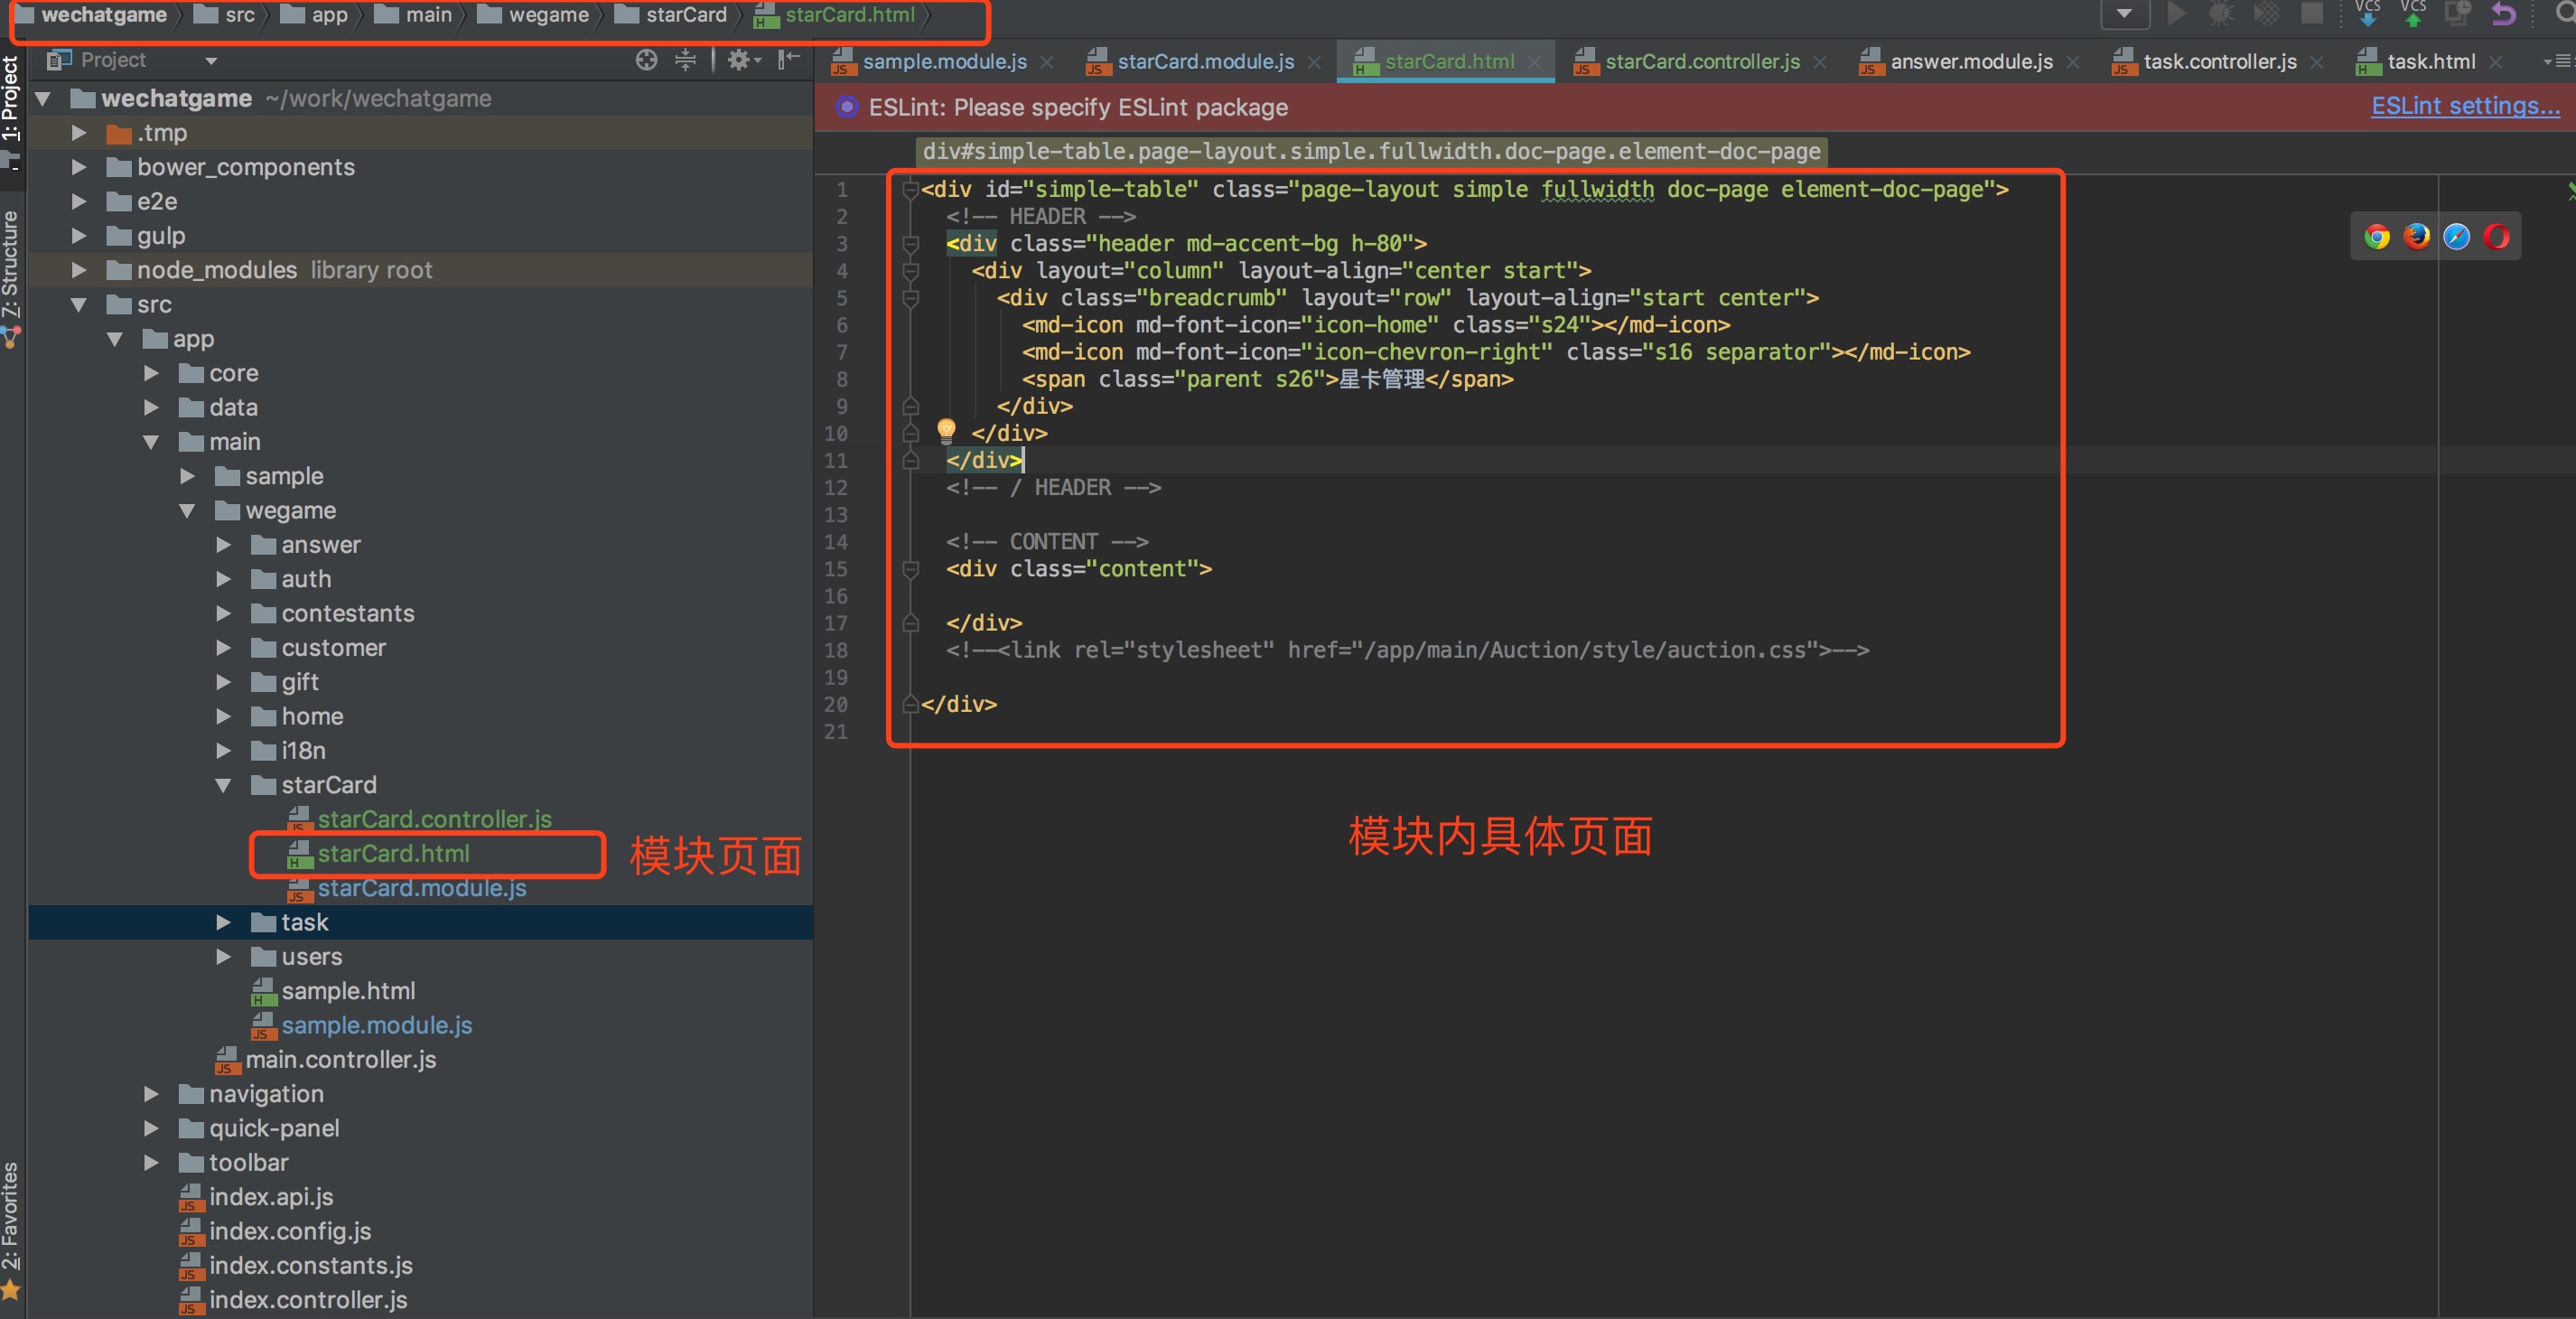 wechatgame src app main wegame starCard starCard.html
VCS VCS
1: Project
7: Structure
2: Favorites
Project
wechatgame ~/work/wechatgame
.tmp
bower_components
e2e
gulp
node_modules library root
src
app
core
data
main
sample
wegame
answer
auth
contestants
customer
gift
home
i18n
starCard
starCard.controller.js
starCard.html
模块页面
starCard.module.js
task
users
sample.html
sample.module.js
main.controller.js
navigation
quick-panel
toolbar
index.api.js
index.config.js
index.constants.js
index.controller.js
sample.module.js starCard.module.js starCard.html starCard.controller.js answer.module.js task.controller.js task.html
ESLint: Please specify ESLint package ESLint settings...
div#simple-table.page-layout.simple.fullwidth.doc-page.element-doc-page
1 <div id="simple-table" class="page-layout simple fullwidth doc-page element-doc-page">
2 <!-- HEADER -->
3 <div class="header md-accent-bg h-80">
4 <div layout="column" layout-align="center start">
5 <div class="breadcrumb" layout="row" layout-align="start center">
6 <md-icon md-font-icon="icon-home" class="s24"></md-icon>
7 <md-icon md-font-icon="icon-chevron-right" class="s16 separator"></md-icon>
8 <span class="parent s26">星卡管理</span>
9 </div>
10 </div>
11 </div>
12 <!-- / HEADER -->
13
14 <!-- CONTENT -->
15 <div class="content">
16
17 </div>
18 <!--<link rel="stylesheet" href="/app/main/Auction/style/auction.css">-->
19
20 </div>
21
模块内具体页面